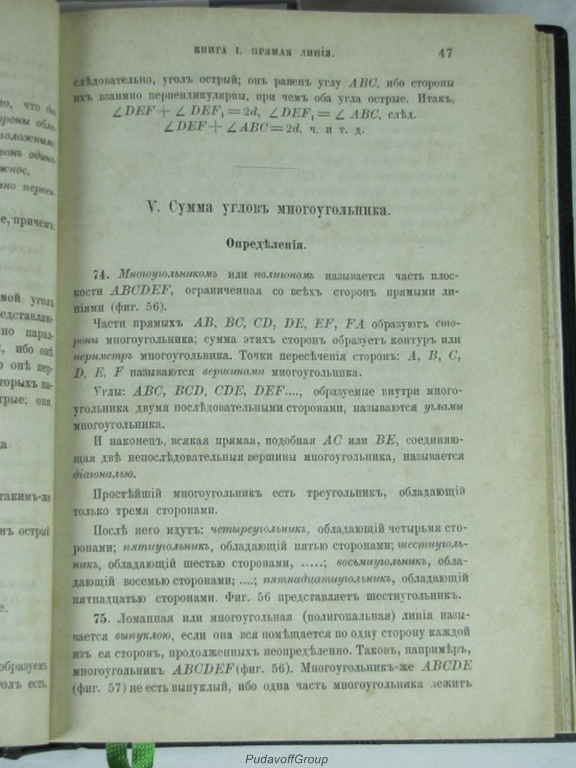 КНИГА I. ПРЯМАЯ ЛИНІЯ. 47
слѣдовательно, уголъ острый; онъ равенъ углу ABC, ибо стороны
ихъ взаимно перпендикулярны, при чемъ оба угла острые. Итакъ,
∠DEF + ∠ DEF₁ = 2d, ∠DEF₁ = ∠ ABC, слѣд.
∠DEF + ∠ABC = 2d, ч. и т. д.
V. Сумма угловъ многоугольника.
Опредѣленія.
74. Многоугольникомъ или полигономъ называется часть плос-
кости ABCDEF, ограниченная со всѣхъ сторонъ прямыми ли-
ніями (фиг. 56).
Части прямыхъ AB, BC, CD, DE, EF, FA образуютъ сто-
роны многоугольника; сумма этихъ сторонъ образуетъ контуръ или
периметръ многоугольника. Точки пересѣченія сторонъ: A, B, C,
D, E, F называются вершинами многоугольника.
Углы: ABC, BCD, CDE, DEF...., образуемые внутри много-
угольника двумя послѣдовательными сторонами, называются углами
многоугольника.
И наконецъ, всякая прямая, подобная AC или BE, соединяю-
щая двѣ непослѣдовательныя вершины многоугольника, называется
діагональю.
Простѣйшій многоугольникъ есть треугольникъ, обладающій
только тремя сторонами.
Послѣ него идутъ: четыреугольникъ, обладающій четырьмя сто-
ронами; пятиугольникъ, обладающій пятью сторонами; шестиуголь-
никъ, обладающій шестью сторонами, .....; восьмиугольникъ, обла-
дающій восемью сторонами; ....; пятнадцатиугольникъ, обладающій
пятнадцатью сторонами. Фиг. 56 представляетъ шестиугольникъ.
75. Ломанная или многоугольная (полигональная) линія назы-
вается выпуклою, если она вся помѣщается по одну сторону каждой
изъ ея сторонъ, продолженныхъ неопредѣленно. Таковъ, напримѣръ,
многоугольникъ ABCDEF (фиг. 56). Многоугольникъ-же ABCDE
(фиг. 57) не есть выпуклый, ибо одна часть многоугольника лежитъ
PudavoffGroup